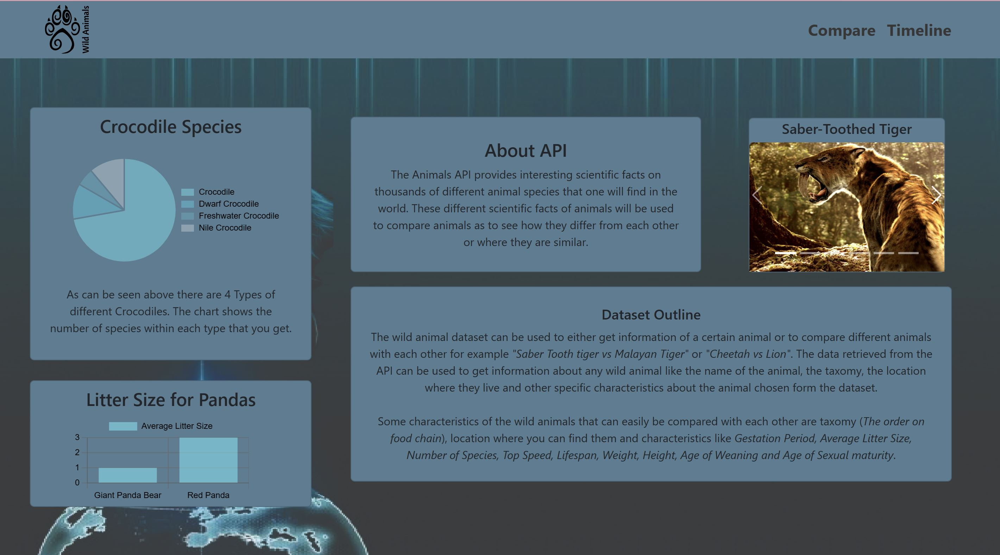 Wild Animals
Compare Timeline
Crocodile Species
Crocodile
Dwarf Crocodile
Freshwater Crocodile
Nile Crocodile
As can be seen above there are 4 Types of
different Crocodiles. The chart shows the
number of species within each type that you get.
Litter Size for Pandas
Average Litter Size
3
2
1
0
Giant Panda Bear Red Panda
About API
The Animals API provides interesting scientific facts on
thousands of different animal species that one will find in the
world. These different scientific facts of animals will be used
to compare animals as to see how they differ from each other
or where they are similar.
Saber-Toothed Tiger
Dataset Outline
The wild animal dataset can be used to either get information of a certain animal or to compare different animals
with each other for example "Saber Tooth tiger vs Malayan Tiger" or "Cheetah vs Lion". The data retrieved from the
API can be used to get information about any wild animal like the name of the animal, the taxomy, the location
where they live and other specific characteristics about the animal chosen form the dataset.
Some characteristics of the wild animals that can easily be compared with each other are taxomy (The order on
food chain), location where you can find them and characteristics like Gestation Period, Average Litter Size,
Number of Species, Top Speed, Lifespan, Weight, Height, Age of Weaning and Age of Sexual maturity.